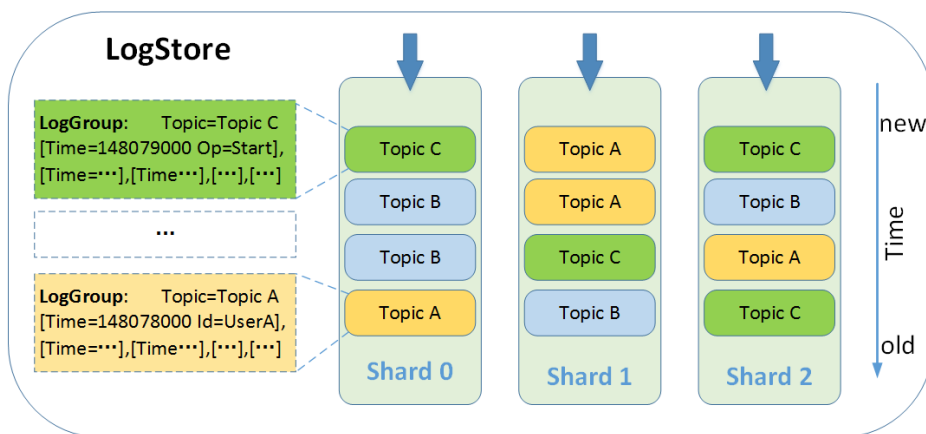 LogStore
LogGroup: Topic=Topic C
[Time=148079000 Op=Start],
[Time=⋯],[Time⋯],[⋯],[⋯]
⋯
LogGroup: Topic=Topic A
[Time=148078000 Id=UserA],
[Time=⋯],[Time⋯],[⋯],[⋯]
Topic C
Topic B
Topic B
Topic A
Shard 0
Topic A
Topic A
Topic C
Topic B
Shard 1
Topic C
Topic B
Topic A
Topic C
Shard 2
new
Time
old